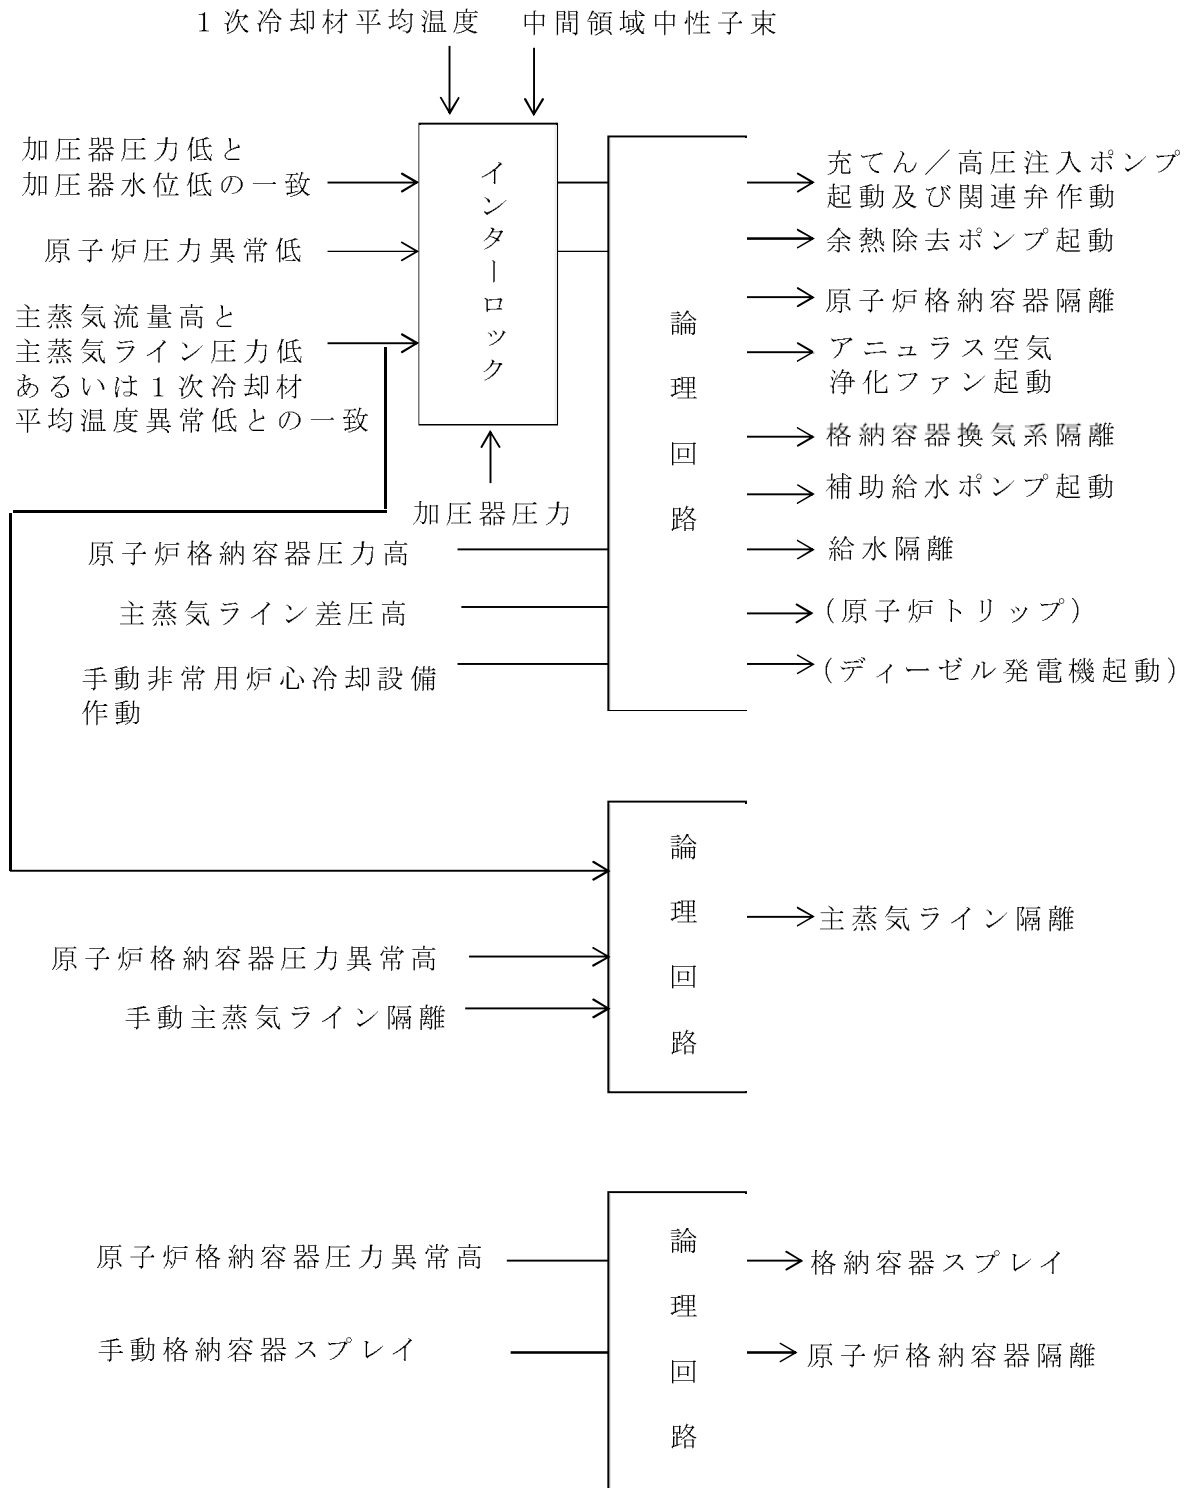 １次冷却材平均温度
中間領域中性子束
加圧器圧力低と
加圧器水位低の一致
原子炉圧力異常低
主蒸気流量高と
主蒸気ライン圧力低
あるいは１次冷却材
平均温度異常低との一致
インターロック
加圧器圧力
原子炉格納容器圧力高
主蒸気ライン差圧高
手動非常用炉心冷却設備
作動
論理回路
充てん／高圧注入ポンプ
起動及び関連弁作動
余熱除去ポンプ起動
原子炉格納容器隔離
アニュラス空気
浄化ファン起動
格納容器換気系隔離
補助給水ポンプ起動
給水隔離
(原子炉トリップ)
(ディーゼル発電機起動)
原子炉格納容器圧力異常高
手動主蒸気ライン隔離
論理回路
主蒸気ライン隔離
原子炉格納容器圧力異常高
手動格納容器スプレイ
論理回路
格納容器スプレイ
原子炉格納容器隔離